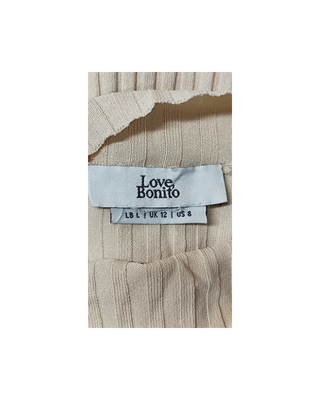 Love,
Bonito
LB L | UK 12 | US 8